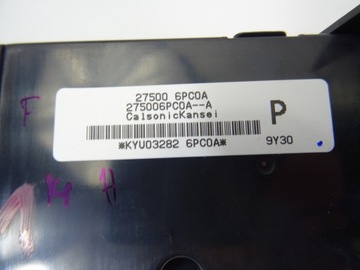 27500 6PC0A
275006PC0A--A
CalsonicKansei
P
*KYU03282 6PC0A*
9Y30
F
H